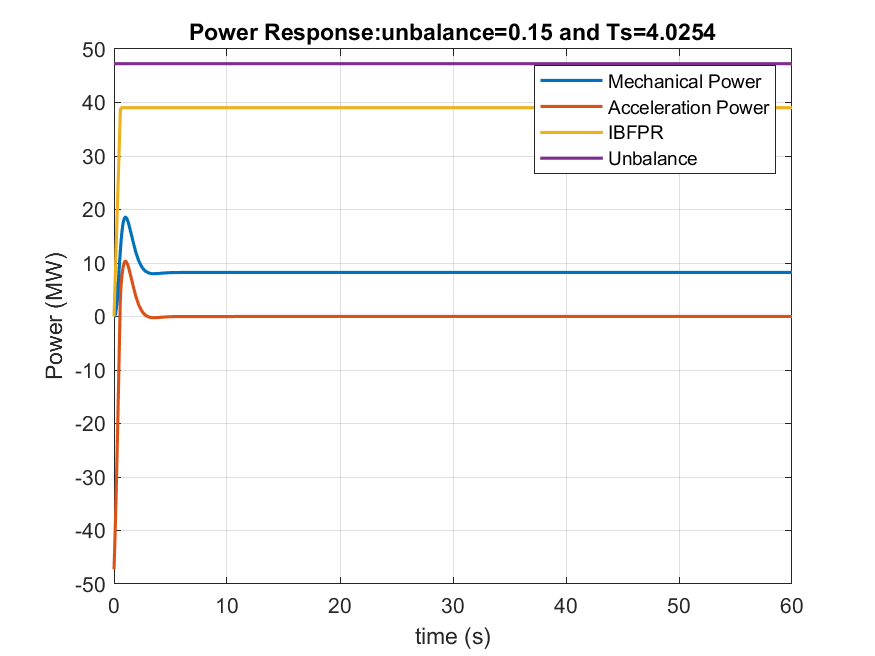 Power Response:unbalance=0.15 and Ts=4.0254
50
40
30
20
10
0
-10
-20
-30
-40
-50
Power (MW)
Mechanical Power
Acceleration Power
IBFPR
Unbalance
0 10 20 30 40 50 60
time (s)